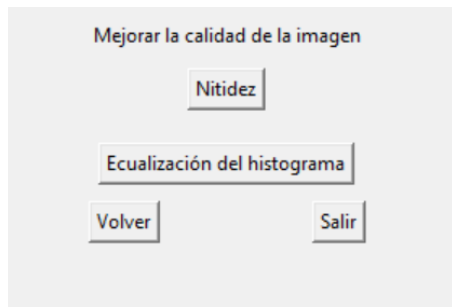 Mejorar la calidad de la imagen
Nitidez
Ecualización del histograma
Volver Salir